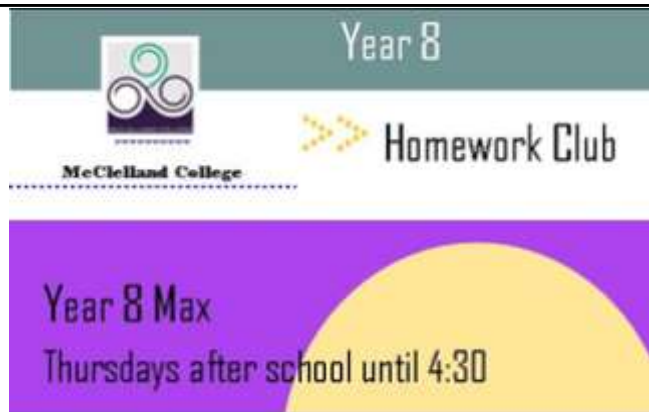 Year 8
>> Homework Club
McClelland College
Year 8 Max
Thursdays after school until 4:30